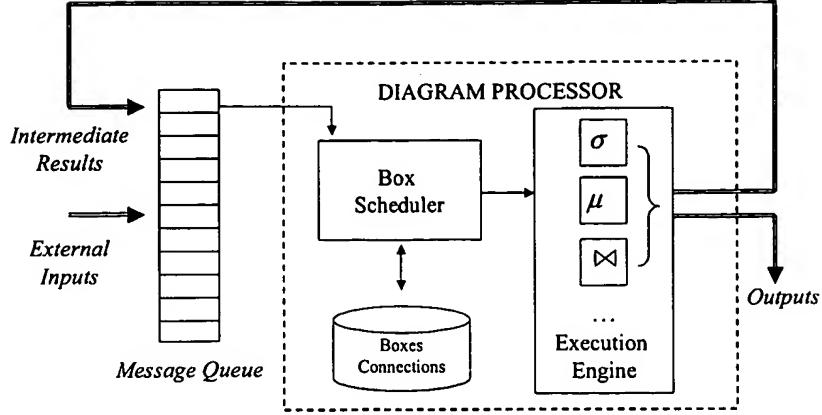 DIAGRAM PROCESSOR
Intermediate
Results
External
Inputs
Message Queue
Box
Scheduler
Boxes
Connections
σ
μ
⋈
...
Execution
Engine
Outputs